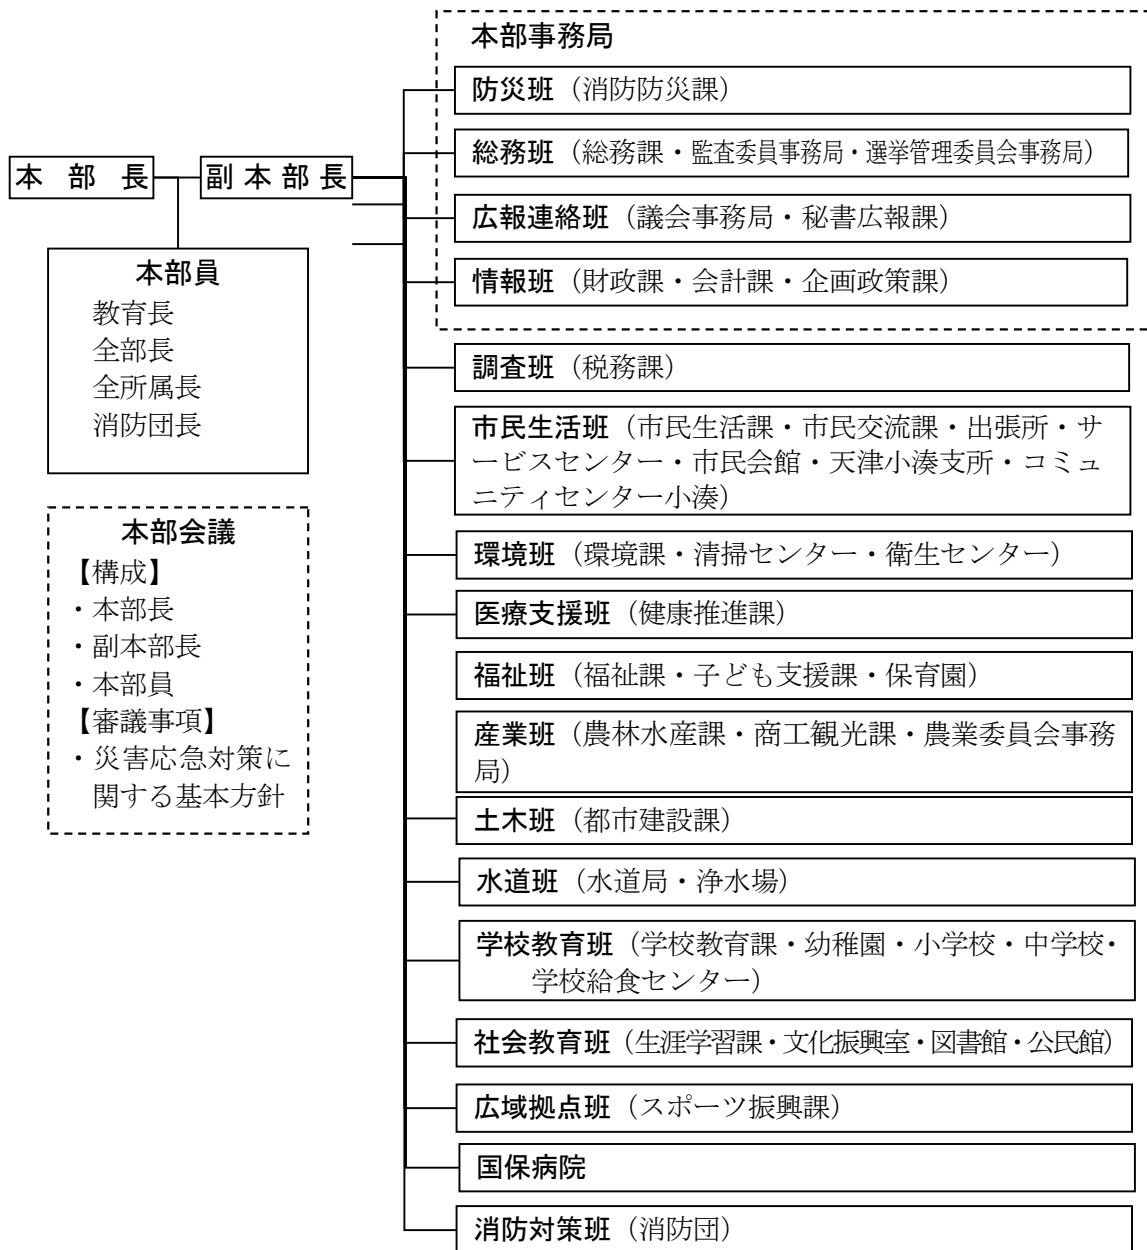 本部事務局
防災班（消防防災課）
総務班（総務課・監査委員事務局・選挙管理委員会事務局）
本　部　長
副本部長
広報連絡班（議会事務局・秘書広報課）
情報班（財政課・会計課・企画政策課）
本部員
教育長
全部長
全所属長
消防団長
本部会議
【構成】
・本部長
・副本部長
・本部員
【審議事項】
・災害応急対策に
関する基本方針
調査班（税務課）
市民生活班（市民生活課・市民交流課・出張所・サ
ービスセンター・市民会館・天津小湊支所・コミュ
ニティセンター小湊）
環境班（環境課・清掃センター・衛生センター）
医療支援班（健康推進課）
福祉班（福祉課・子ども支援課・保育園）
産業班（農林水産課・商工観光課・農業委員会事務
局）
土木班（都市建設課）
水道班（水道局・浄水場）
学校教育班（学校教育課・幼稚園・小学校・中学校・
学校給食センター）
社会教育班（生涯学習課・文化振興室・図書館・公民館）
広域拠点班（スポーツ振興課）
国保病院
消防対策班（消防団）